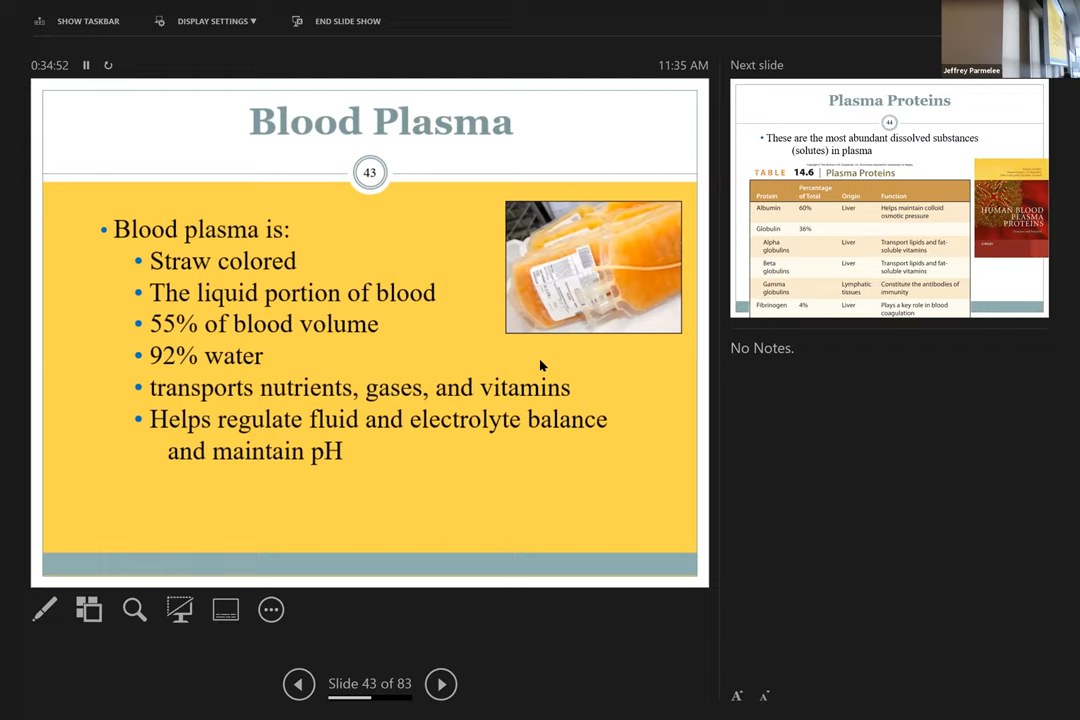 SHOW TASKBAR
DISPLAY SETTINGS ▼
END SLIDE SHOW
Jeffrey Parmelee
0:34:52
11:35 AM
Next slide
Blood Plasma
43
• Blood plasma is:
• Straw colored
• The liquid portion of blood
• 55% of blood volume
• 92% water
• transports nutrients, gases, and vitamins
• Helps regulate fluid and electrolyte balance
and maintain pH
Plasma Proteins
44
• These are the most abundant dissolved substances
(solutes) in plasma
TABLE 14.6 | Plasma Proteins
Protein Percentage of Total Origin Function
Albumin 60% Liver Helps maintain colloid
osmotic pressure
Globulin 36%
Alpha Liver Transport lipids and fat-
globulins soluble vitamins
Beta Liver Transport lipids and fat-
globulins soluble vitamins
Gamma Lymphatic Constitute the antibodies of
globulins tissues immunity
Fibrinogen 4% Liver Plays a key role in blood
coagulation
HUMAN BLOOD
PLASMA
PROTEINS
No Notes.
Slide 43 of 83
A A